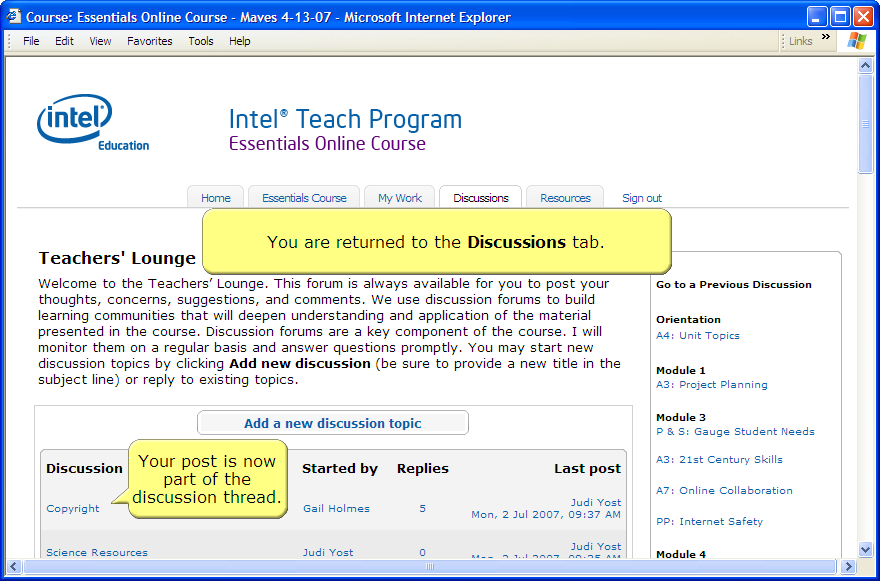 Course: Essentials Online Course - Maves 4-13-07 - Microsoft Internet Explorer
File Edit View Favorites Tools Help Links »
intel®
Education
Intel® Teach Program
Essentials Online Course
Home Essentials Course My Work Discussions Resources Sign out
You are returned to the Discussions tab.
Teachers' Lounge
Welcome to the Teachers’ Lounge. This forum is always available for you to post your
thoughts, concerns, suggestions, and comments. We use discussion forums to build
learning communities that will deepen understanding and application of the material
presented in the course. Discussion forums are a key component of the course. I will
monitor them on a regular basis and answer questions promptly. You may start new
discussion topics by clicking Add new discussion (be sure to provide a new title in the
subject line) or reply to existing topics.
Add a new discussion topic
Discussion Started by Replies Last post
Your post is now
part of the
discussion thread.
Copyright Gail Holmes 5 Judi Yost
Mon, 2 Jul 2007, 09:37 AM
Science Resources Judi Yost 0 Judi Yost
Mon, 2 Jul 2007, 09:25 AM
Go to a Previous Discussion
Orientation
A4: Unit Topics
Module 1
A3: Project Planning
Module 3
P & S: Gauge Student Needs
A3: 21st Century Skills
A7: Online Collaboration
PP: Internet Safety
Module 4